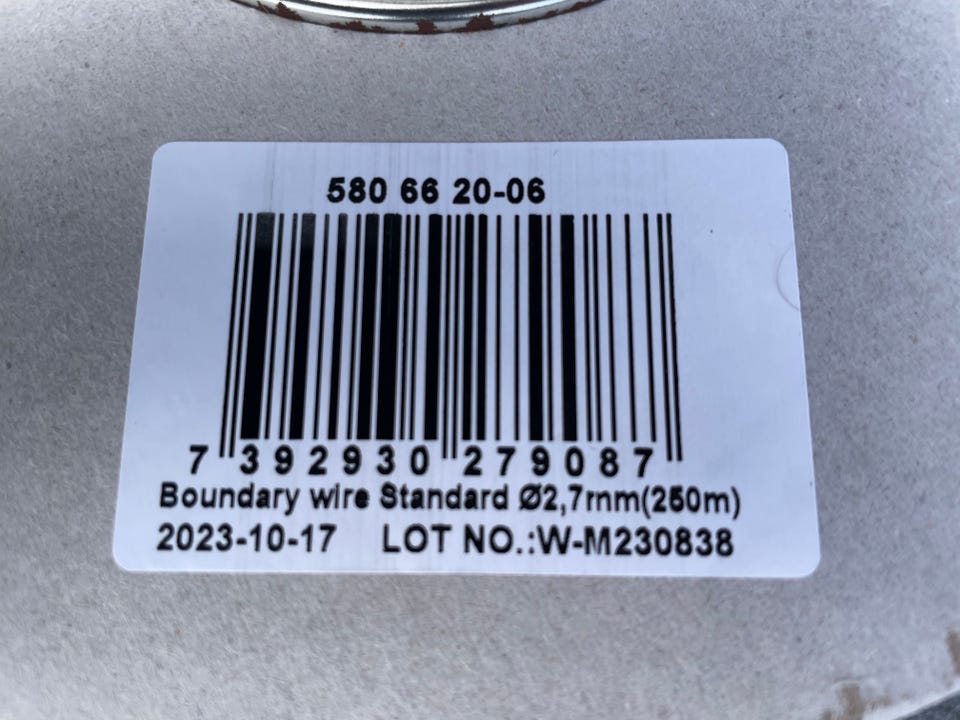 580 66 20-06
7 392930 279087
Boundary wire Standard Ø2,7mm(250m)
2023-10-17 LOT NO.:W-M230838